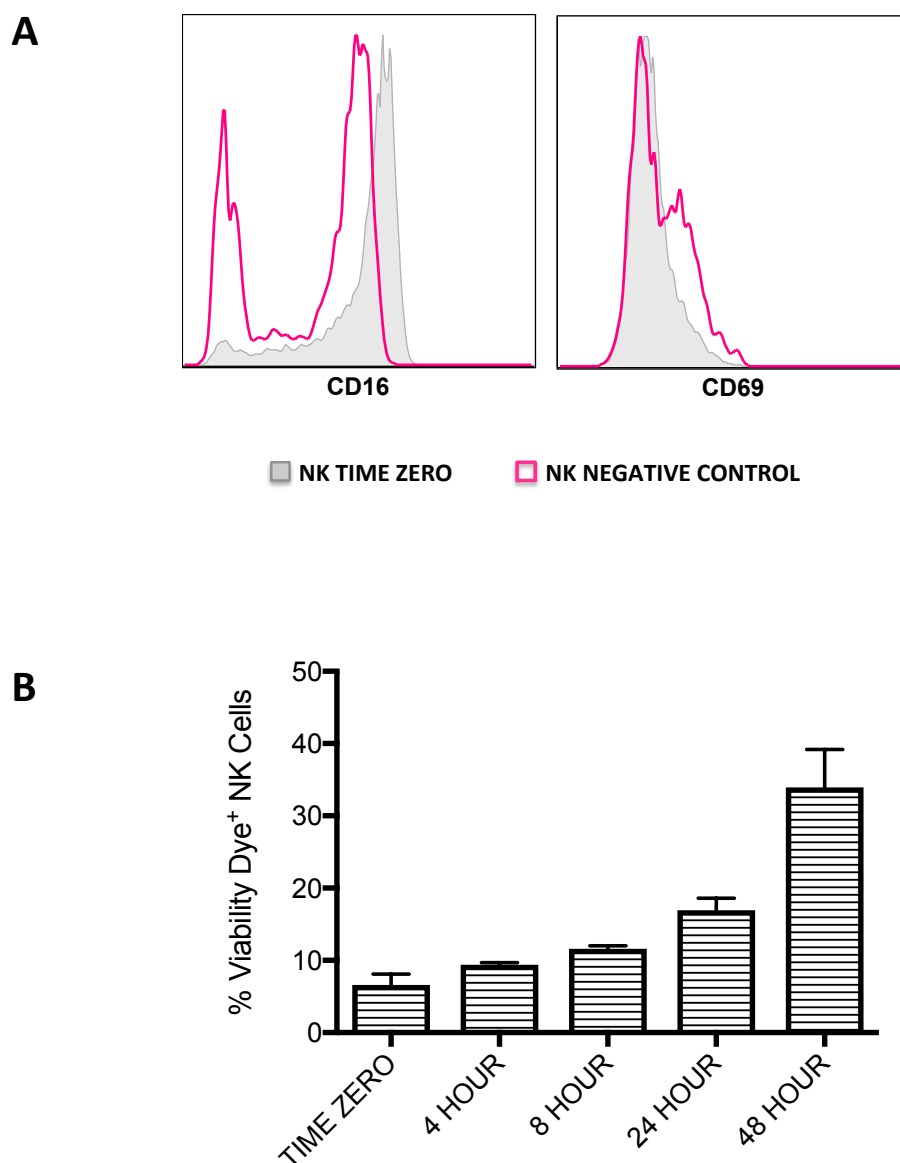 A
CD16
CD69
NK TIME ZERO
NK NEGATIVE CONTROL
B
% Viability Dye⁺ NK Cells
50
40
30
20
10
0
TIME ZERO
4 HOUR
8 HOUR
24 HOUR
48 HOUR